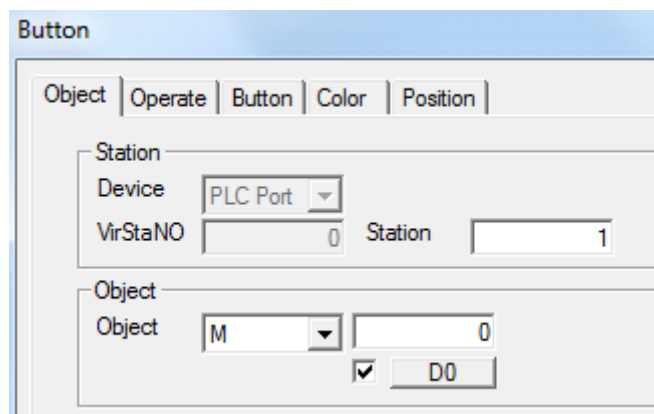 Button
Object Operate Button Color Position
Station
Device PLC Port
VirStaNO 0 Station 1
Object
Object M 0
D0